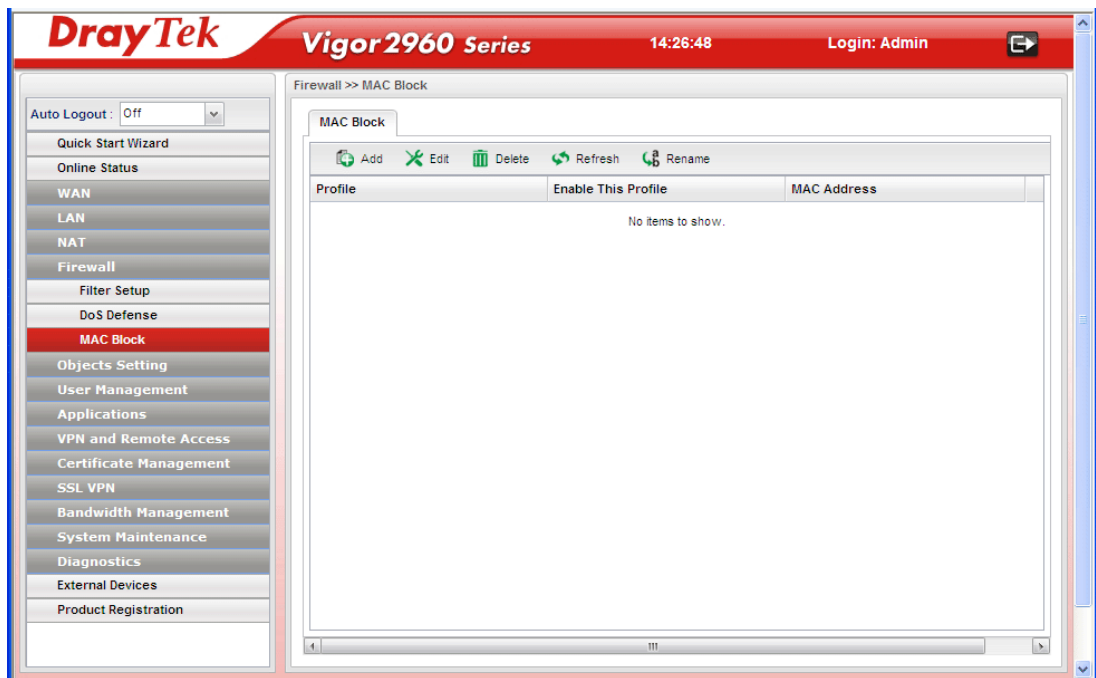 DrayTek
Vigor2960 Series
14:26:48
Login: Admin
Auto Logout : Off
Quick Start Wizard
Online Status
WAN
LAN
NAT
Firewall
Filter Setup
DoS Defense
MAC Block
Objects Setting
User Management
Applications
VPN and Remote Access
Certificate Management
SSL VPN
Bandwidth Management
System Maintenance
Diagnostics
External Devices
Product Registration
Firewall >> MAC Block
MAC Block
Add Edit Delete Refresh Rename
Profile Enable This Profile MAC Address
No items to show.